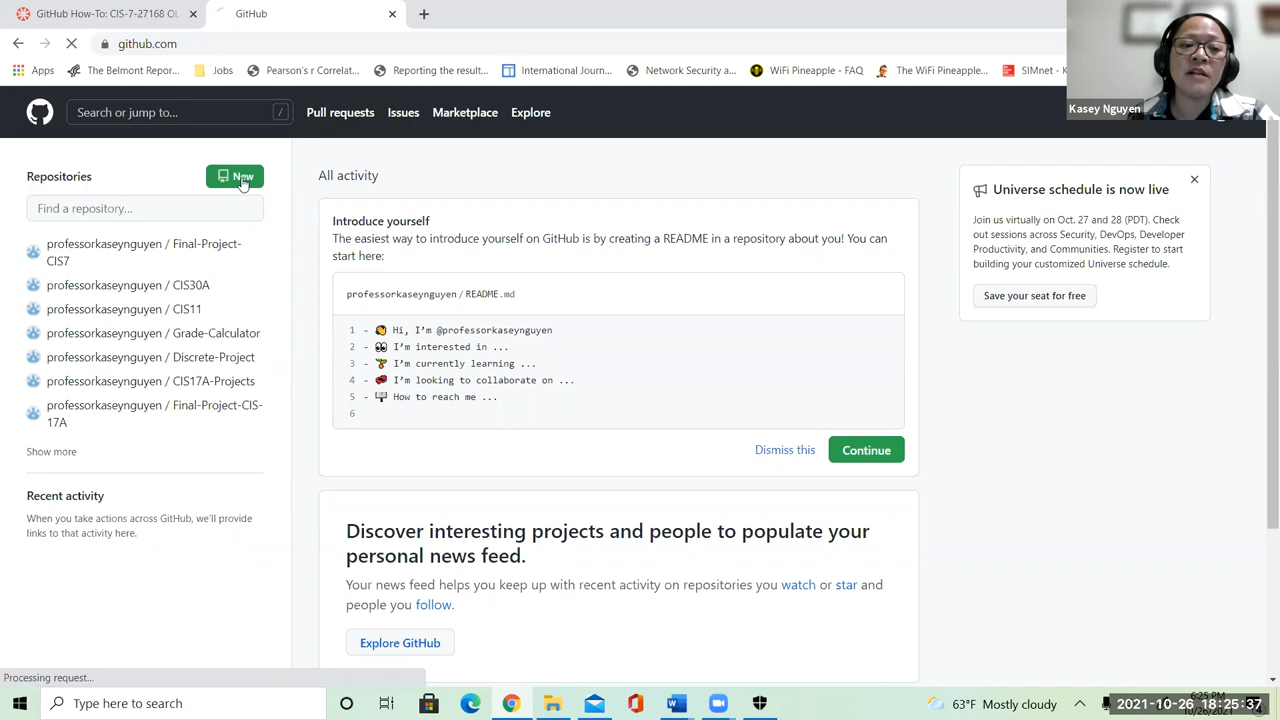 GitHub How-To: CIS-7-27168 OL
GitHub
github.com
Apps
The Belmont Repor...
Jobs
Pearson's r Correlat...
Reporting the result...
International Journ...
Network Security a...
WiFi Pineapple - FAQ
The WiFi Pineapple...
SIMnet - K
Kasey Nguyen
Search or jump to...
/
Pull requests
Issues
Marketplace
Explore
Repositories
New
Find a repository...
professorkaseynguyen / Final-Project-
CIS7
professorkaseynguyen / CIS30A
professorkaseynguyen / CIS11
professorkaseynguyen / Grade-Calculator
professorkaseynguyen / Discrete-Project
professorkaseynguyen / CIS17A-Projects
professorkaseynguyen / Final-Project-CIS-
17A
Show more
Recent activity
When you take actions across GitHub, we'll provide
links to that activity here.
All activity
Introduce yourself
The easiest way to introduce yourself on GitHub is by creating a README in a repository about you! You can
start here:
professorkaseynguyen / README.md
1 - 👋 Hi, I'm @professorkaseynguyen
2 - 👀 I'm interested in ...
3 - 🌱 I'm currently learning ...
4 - 💞️ I'm looking to collaborate on ...
5 - 📫 How to reach me ...
6
Dismiss this
Continue
Discover interesting projects and people to populate your
personal news feed.
Your news feed helps you keep up with recent activity on repositories you watch or star and
people you follow.
Explore GitHub
Universe schedule is now live
Join us virtually on Oct. 27 and 28 (PDT). Check
out sessions across Security, DevOps, Developer
Productivity, and Communities. Register to start
building your customized Universe schedule.
Save your seat for free
Processing request...
Type here to search
63°F Mostly cloudy
6:25 PM
2021-10-26 18:25:37
10/26/2021